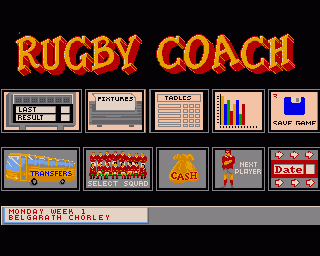 RUGBY COACH
LAST
RESULT
FIXTURES
TABLES
R
SAVE GAME
TRANSFERS
SELECT SQUAD
CASH
NEXT
PLAYER
Date
MONDAY WEEK 1
BELGARATH CHORLEY